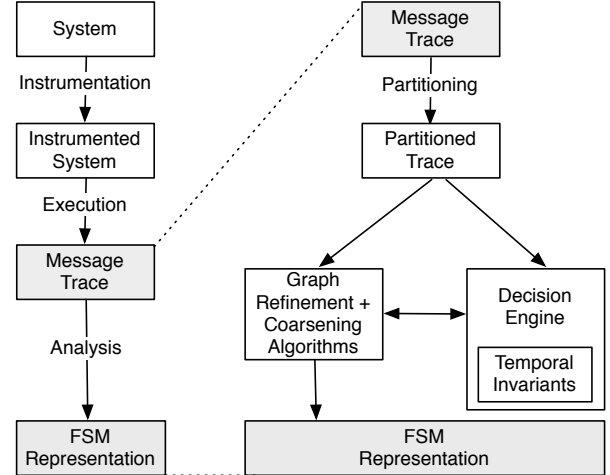 System
Instrumentation
Instrumented
System
Execution
Message
Trace
Analysis
FSM
Representation
Message
Trace
Partitioning
Partitioned
Trace
Graph
Refinement +
Coarsening
Algorithms
Decision
Engine
Temporal
Invariants
FSM
Representation